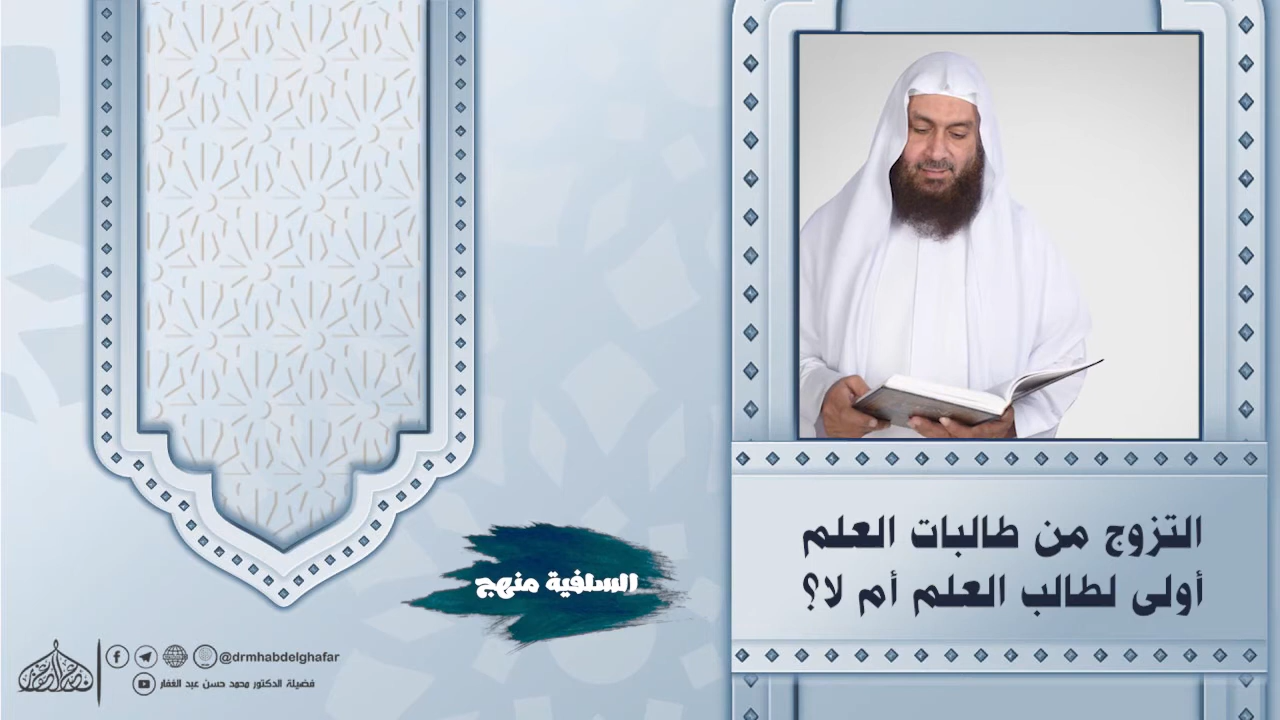 التزوج من طالبات العلم
أولى لطالب العلم أم لا؟
السلفية منهج
@drmhabdelghafar
فضيلة الدكتور محمد حسن عبد الغفار